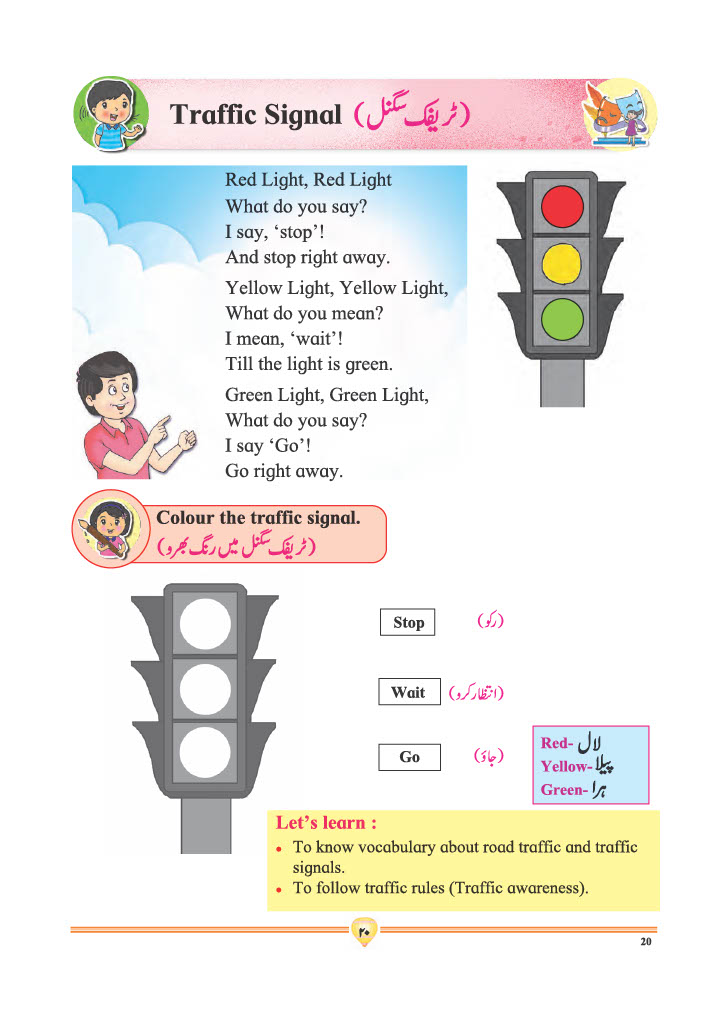 Traffic Signal (ٹریفک سگنل)
Red Light, Red Light
What do you say?
I say, ‘stop’!
And stop right away.
Yellow Light, Yellow Light,
What do you mean?
I mean, ‘wait’!
Till the light is green.
Green Light, Green Light,
What do you say?
I say ‘Go’!
Go right away.
Colour the traffic signal.
(ٹریفک سگنل میں رنگ بھرو)
Stop (رکو)
Wait (انتظار کرو)
Go (جاؤ)
Red- لال
Yellow- پیلا
Green- ہرا
Let’s learn :
• To know vocabulary about road traffic and traffic
signals.
• To follow traffic rules (Traffic awareness).
۲۰
20